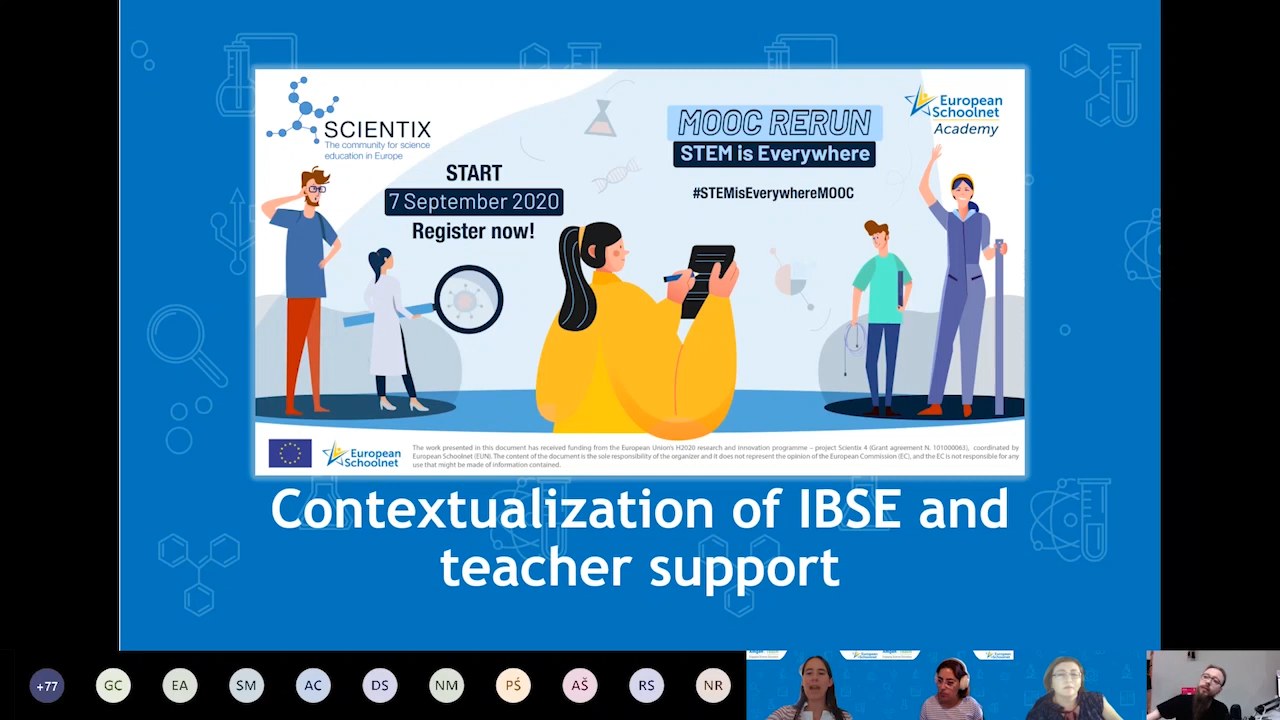 SCIENTIX
The community for science
education in Europe
START
7 September 2020
Register now!
MOOC RERUN
STEM is Everywhere
#STEMisEverywhereMOOC
European
Schoolnet
Academy
European
Schoolnet
The work presented in this document has received funding from the European Union's H2020 research and innovation programme – project Scientix 4 (Grant agreement N. 101000063), coordinated by
European Schoolnet (EUN). The content of the document is the sole responsibility of the organizer and it does not represent the opinion of the European Commission (EC), and the EC is not responsible for any
use that might be made of information contained.
Contextualization of IBSE and
teacher support
+77 GC EA SM AC DS NM PŚ AŠ RS NR
European
Schoolnet
European
Schoolnet